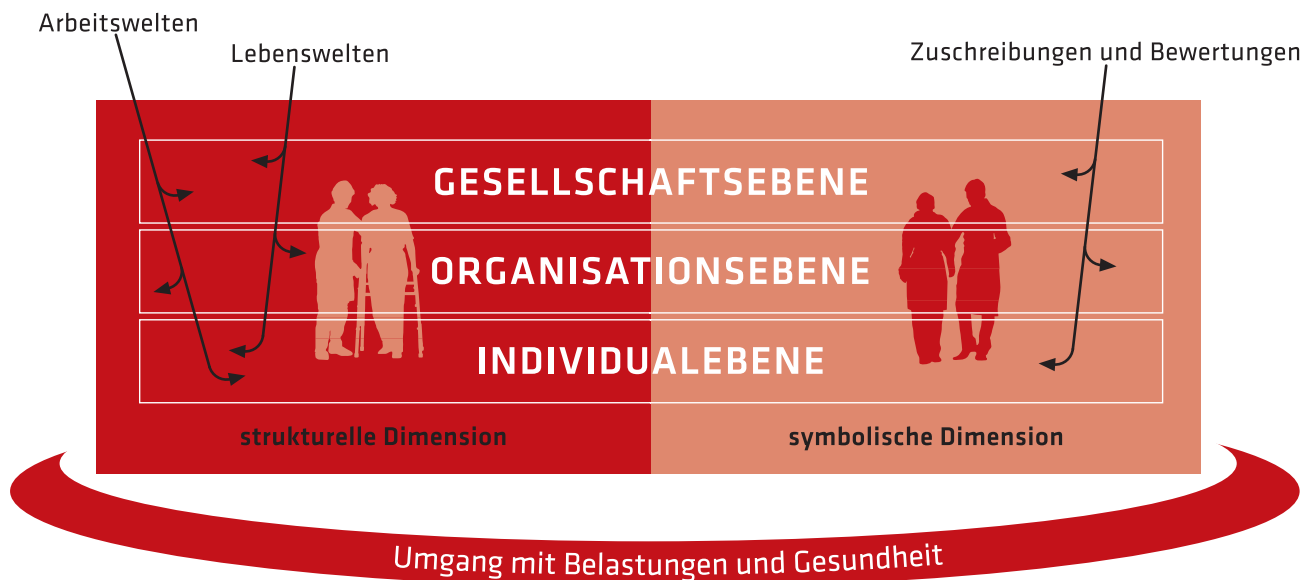 Arbeitswelten
Lebenswelten
Zuschreibungen und Bewertungen
GESELLSCHAFTSEBENE
ORGANISATIONSEBENE
INDIVIDUALEBENE
strukturelle Dimension
symbolische Dimension
Umgang mit Belastungen und Gesundheit